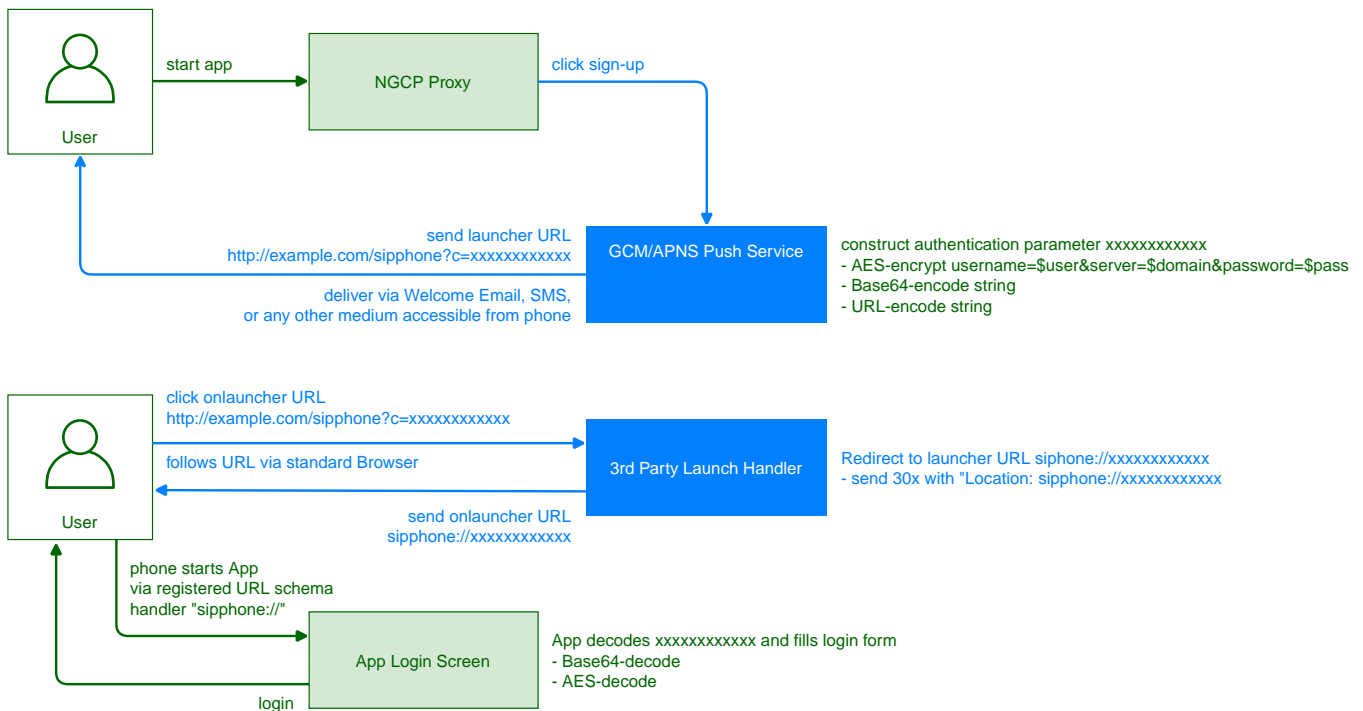 start app
NGCP Proxy
click sign-up
User
send launcher URL
http://example.com/sipphone?c=xxxxxxxxxxxx
deliver via Welcome Email, SMS,
or any other medium accessible from phone
GCM/APNS Push Service
construct authentication parameter xxxxxxxxxxxx
- AES-encrypt username=$user&server=$domain&password=$pass
- Base64-encode string
- URL-encode string
click onlauncher URL
http://example.com/sipphone?c=xxxxxxxxxxxx
follows URL via standard Browser
User
send onlauncher URL
sipphone://xxxxxxxxxxxx
3rd Party Launch Handler
Redirect to launcher URL siphone://xxxxxxxxxxxx
- send 30x with "Location: sipphone://xxxxxxxxxxxx
phone starts App
via registered URL schema
handler "sipphone://"
App Login Screen
App decodes xxxxxxxxxxxx and fills login form
- Base64-decode
- AES-decode
login